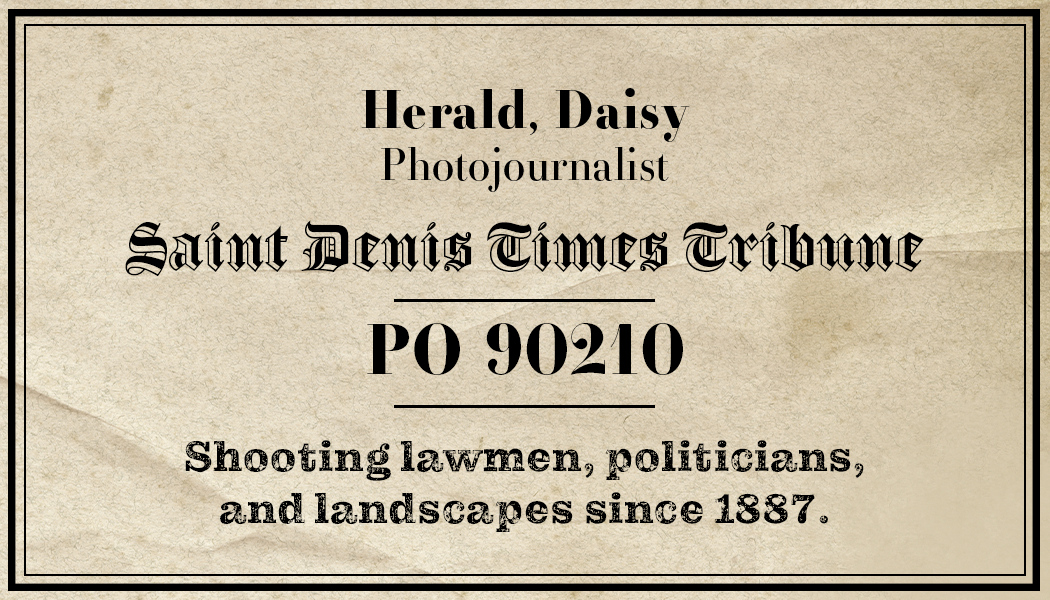 Herald, Daisy
Photojournalist
Saint Denis Times Tribune
PO 90210
Shooting lawmen, politicians,
and landscapes since 1887.